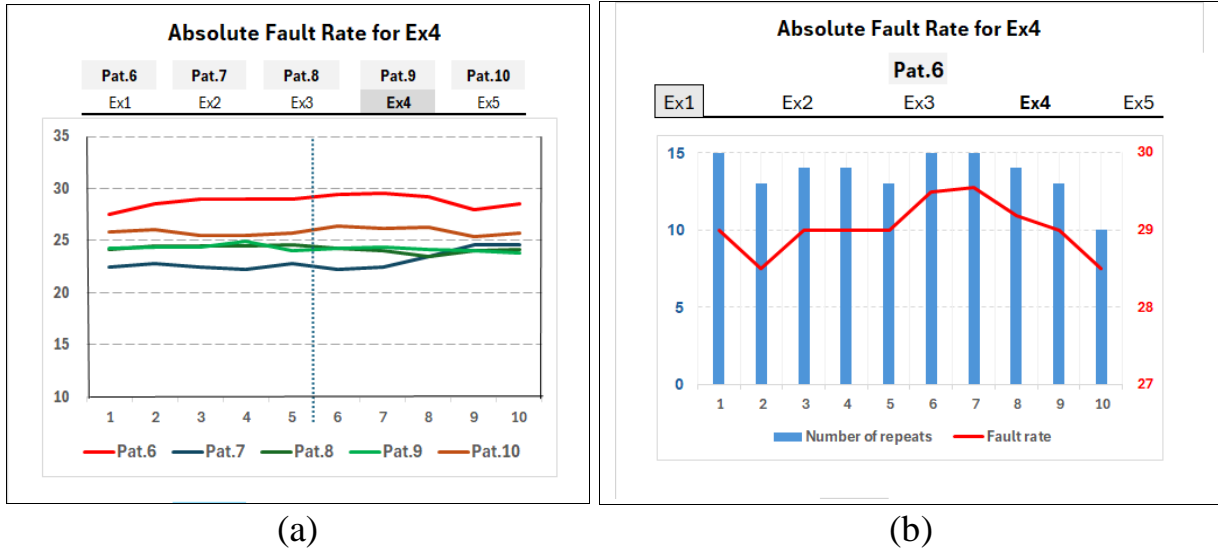 Absolute Fault Rate for Ex4
Pat.6 Pat.7 Pat.8 Pat.9 Pat.10
Ex1 Ex2 Ex3 Ex4 Ex5
35
30
25
20
15
10
1 2 3 4 5 6 7 8 9 10
Pat.6 Pat.7 Pat.8 Pat.9 Pat.10
(a)
Absolute Fault Rate for Ex4
Pat.6
Ex1 Ex2 Ex3 Ex4 Ex5
15 30
10 29
5 28
0 27
1 2 3 4 5 6 7 8 9 10
Number of repeats Fault rate
(b)